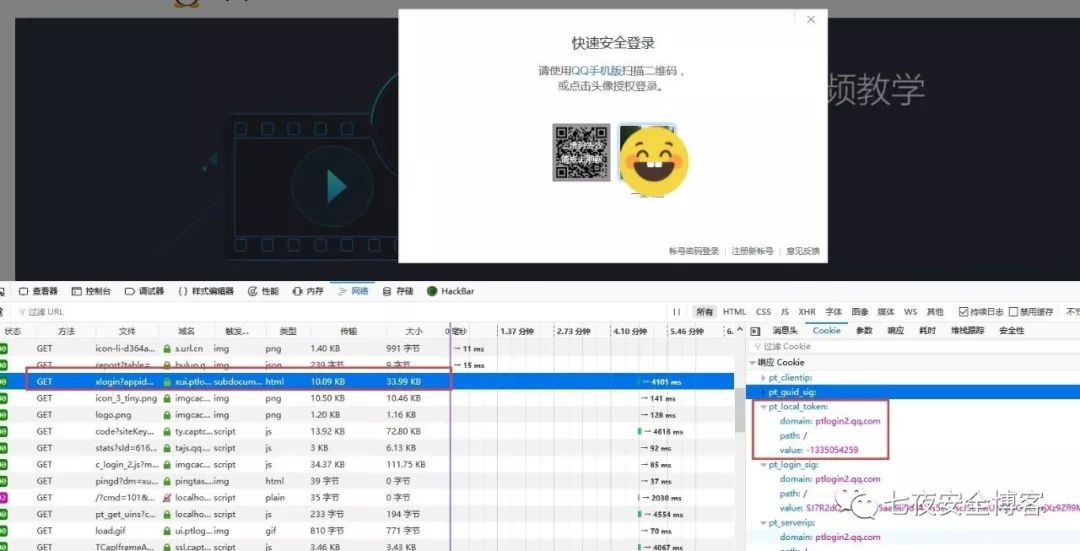 快速安全登录
请使用QQ手机版扫描二维码，
或点击头像授权登录。
频教学
帐号密码登录 | 注册新帐号 | 意见反馈
查看器 控制台 调试器 {} 样式编辑器 性能 内存 网络 存储 HackBar
过滤 URL
所有 HTML CSS JS XHR 字体 图像 媒体 WS 其他 持续日志 禁用缓存
状态 方法 文件 域名 触发... 类型 传输 大小 0 毫秒 1.37 分钟 2.73 分钟 4.10 分钟 5.46 分钟
消息头 Cookie 参数 响应 耗时 堆栈跟踪 安全性
GET icon-li-d364a... s.url.cn img png 1.40 KB 991 字节 → 11 ms
过滤 Cookie
GET report?table=... buluo.q... img json 239 字节 9 字节 → 15 ms
响应 Cookie
GET xlogin?appid... xui.ptlo... subdocum... html 10.09 KB 33.99 KB → 4101 ms
pt_clientip:
pt_guid_sig:
GET icon_3_tiny.png imgcac... img png 10.50 KB 10.46 KB → 141 ms
pt_local_token:
GET logo.png imgcac... img png 1.20 KB 1.16 KB → 128 ms
domain: ptlogin2.qq.com
GET code?siteKey... ty.captc... script js 13.92 KB 72.80 KB → 4616 ms
path: /
GET stats?sId=616... tajs.qq... script js 3 KB 6.13 KB → 92 ms
value: -1335054259
GET c_login_2.js?m... imgcac... script js 34.37 KB 111.75 KB → 85 ms
pt_login_sig:
GET pingd?dm=xu... pingtas... img html 39 字节 0 字节 → 37 ms
domain: ptlogin2.qq.com
GET /?cmd=101&... localho... script plain 35 字节 0 字节 → 2030 ms
path: /
GET pt_get_uins?c... localho... script js 233 字节 194 字节 → 4554 ms
七夜安全博客
GET load.gif ui.ptlog... img gif 810 字节 771 字节 → 70 ms
pt_serverip:
GET TCapIframeA... ssl.capt... script js 3.46 KB 3.43 KB → 4067 ms
domain: ptlogin2.qq.com